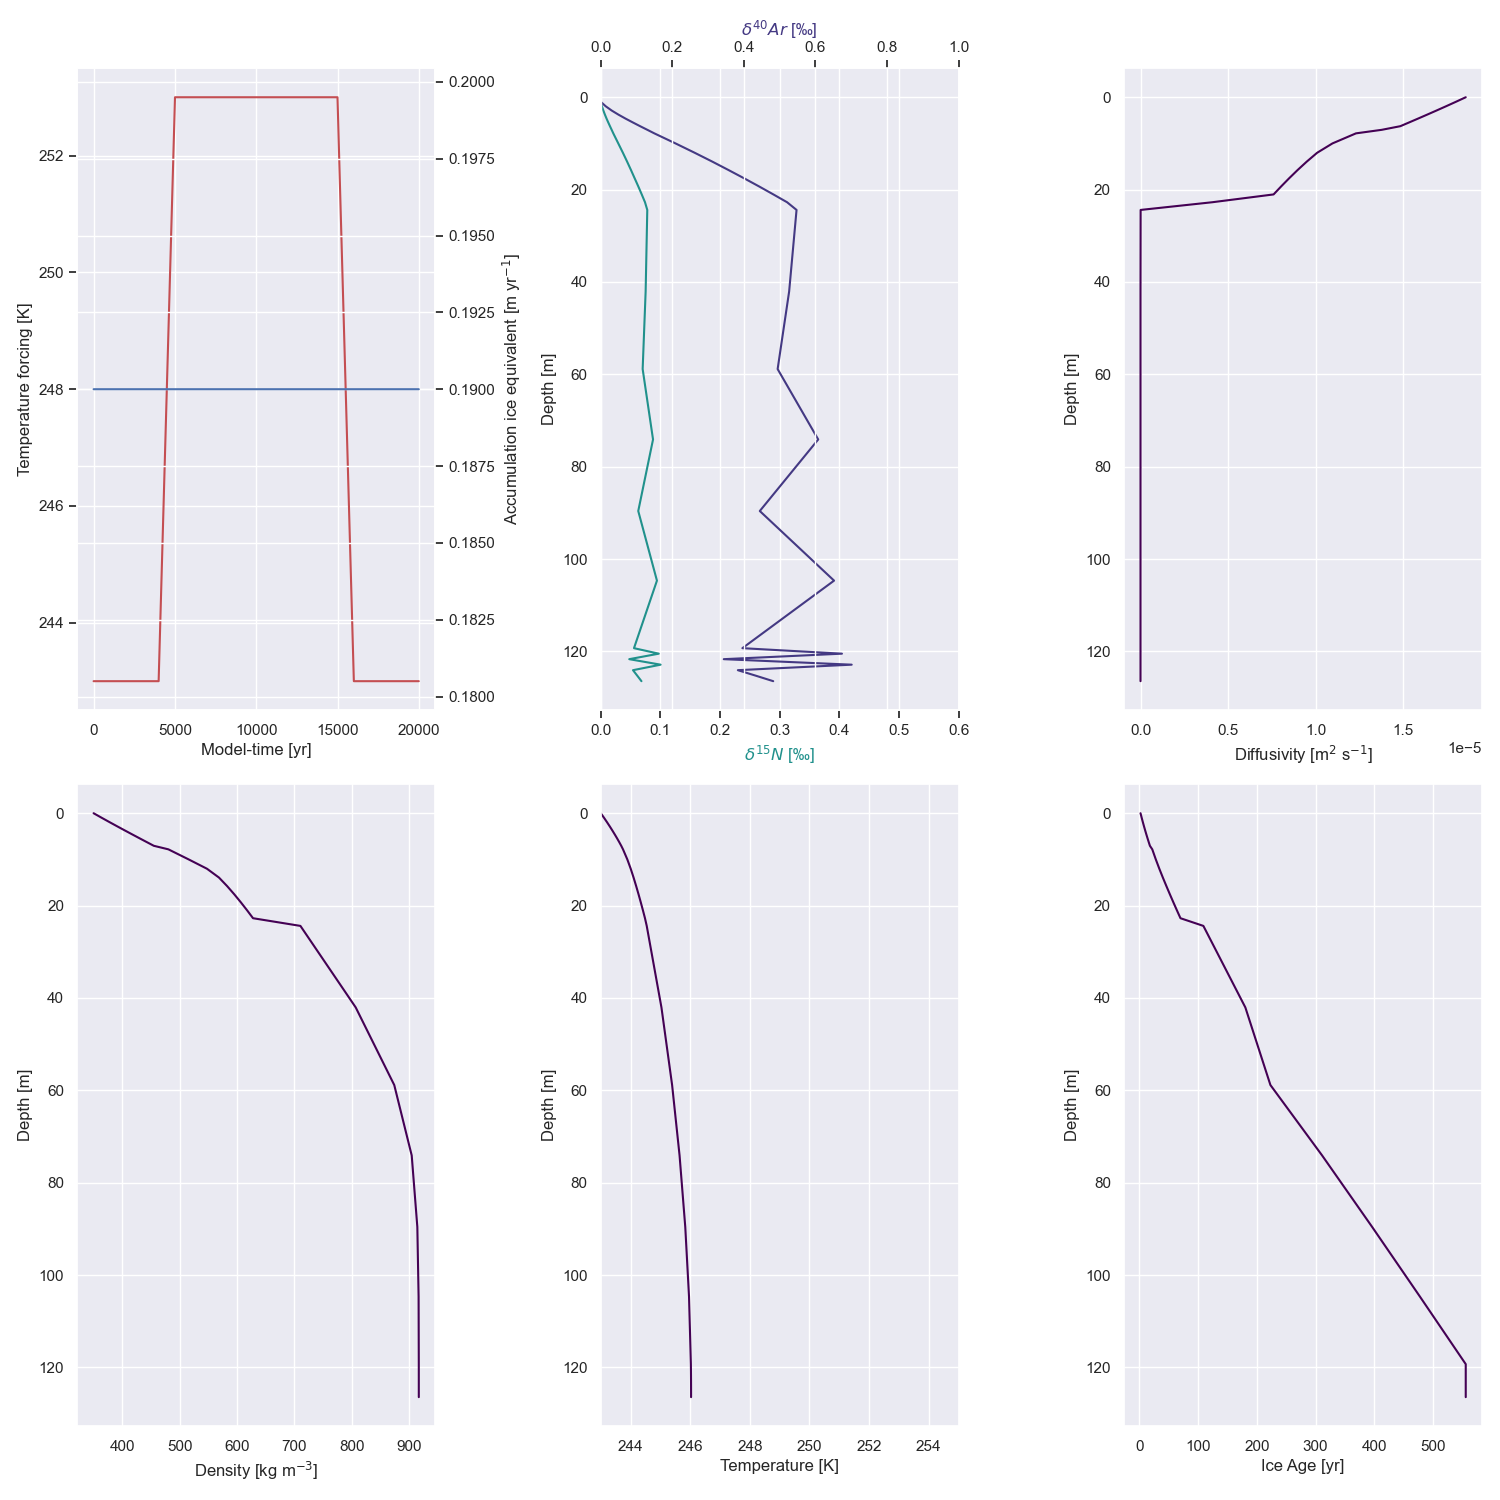 δ⁴⁰Ar [‰]
0.0 0.2 0.4 0.6 0.8 1.0
Temperature forcing [K]
252
250
248
246
244
0.2000
0.1975
0.1950
0.1925
0.1900
0.1875
0.1850
0.1825
0.1800
Accumulation ice equivalent [m yr⁻¹]
0 5000 10000 15000 20000
Model-time [yr]
Depth [m]
0
20
40
60
80
100
120
0.0 0.1 0.2 0.3 0.4 0.5 0.6
δ¹⁵N [‰]
Depth [m]
0
20
40
60
80
100
120
0.0 0.5 1.0 1.5
1e−5
Diffusivity [m² s⁻¹]
Depth [m]
0
20
40
60
80
100
120
400 500 600 700 800 900
Density [kg m⁻³]
Depth [m]
0
20
40
60
80
100
120
244 246 248 250 252 254
Temperature [K]
Depth [m]
0
20
40
60
80
100
120
0 100 200 300 400 500
Ice Age [yr]